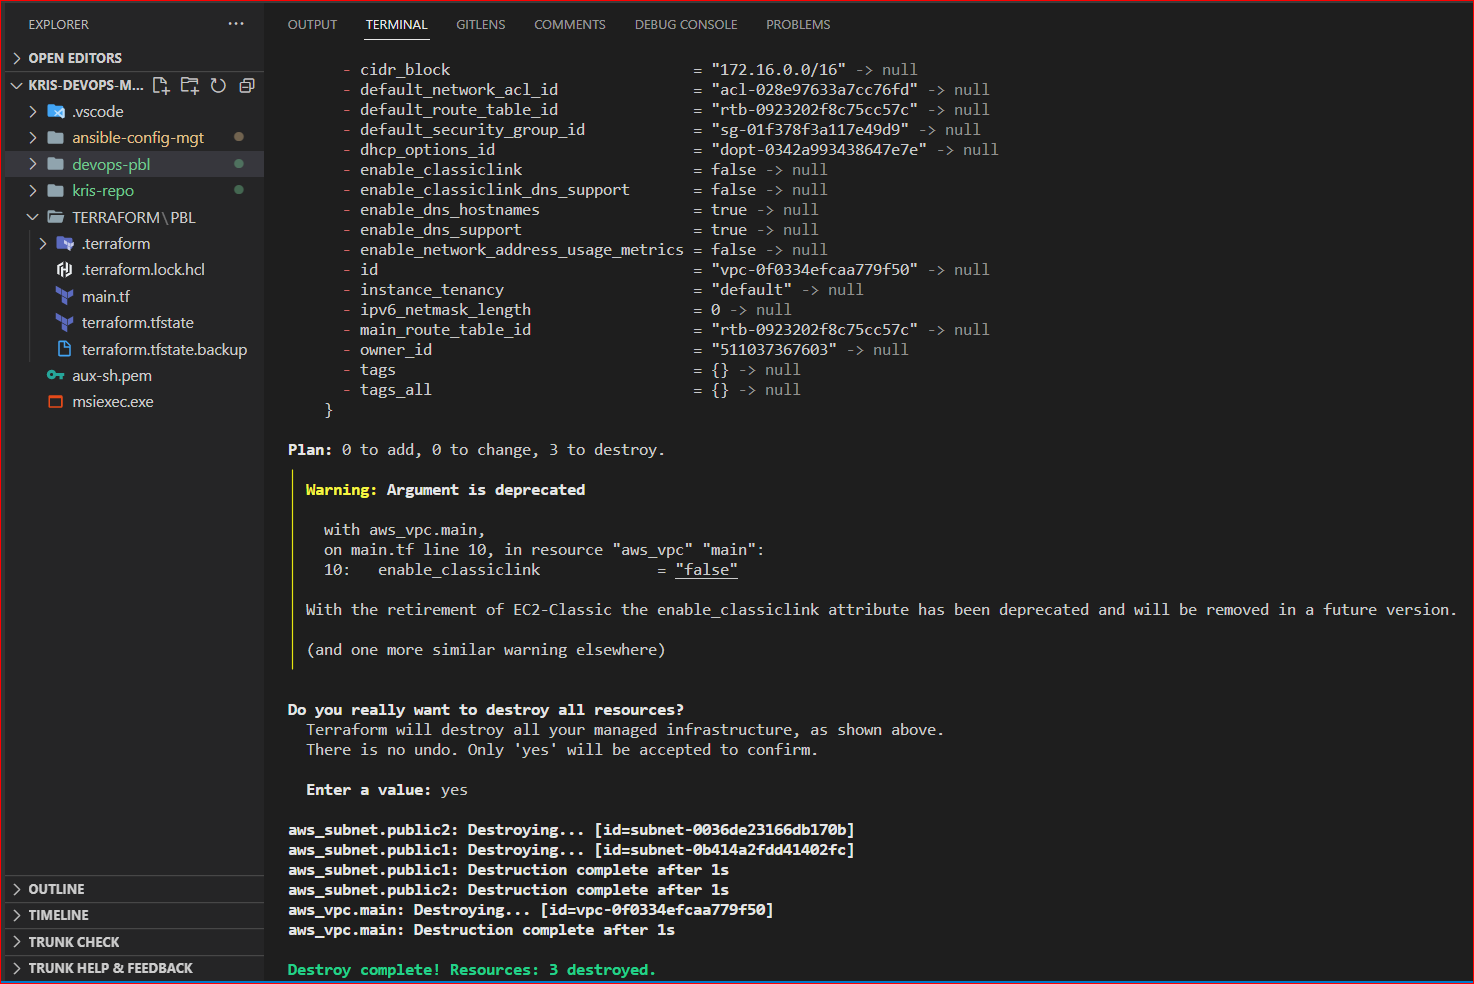 EXPLORER
···
OPEN EDITORS
KRIS-DEVOPS-M...
.vscode
ansible-config-mgt
devops-pbl
kris-repo
TERRAFORM\PBL
.terraform
.terraform.lock.hcl
main.tf
terraform.tfstate
terraform.tfstate.backup
aux-sh.pem
msiexec.exe
OUTLINE
TIMELINE
TRUNK CHECK
TRUNK HELP & FEEDBACK
OUTPUT TERMINAL GITLENS COMMENTS DEBUG CONSOLE PROBLEMS
- cidr_block = "172.16.0.0/16" -> null
- default_network_acl_id = "acl-028e97633a7cc76fd" -> null
- default_route_table_id = "rtb-0923202f8c75cc57c" -> null
- default_security_group_id = "sg-01f378f3a117e49d9" -> null
- dhcp_options_id = "dopt-0342a993438647e7e" -> null
- enable_classiclink = false -> null
- enable_classiclink_dns_support = false -> null
- enable_dns_hostnames = true -> null
- enable_dns_support = true -> null
- enable_network_address_usage_metrics = false -> null
- id = "vpc-0f0334efcaa779f50" -> null
- instance_tenancy = "default" -> null
- ipv6_netmask_length = 0 -> null
- main_route_table_id = "rtb-0923202f8c75cc57c" -> null
- owner_id = "511037367603" -> null
- tags = {} -> null
- tags_all = {} -> null
}
Plan: 0 to add, 0 to change, 3 to destroy.
Warning: Argument is deprecated
with aws_vpc.main,
on main.tf line 10, in resource "aws_vpc" "main":
10: enable_classiclink = "false"
With the retirement of EC2-Classic the enable_classiclink attribute has been deprecated and will be removed in a future version.
(and one more similar warning elsewhere)
Do you really want to destroy all resources?
Terraform will destroy all your managed infrastructure, as shown above.
There is no undo. Only 'yes' will be accepted to confirm.
Enter a value: yes
aws_subnet.public2: Destroying... [id=subnet-0036de23166db170b]
aws_subnet.public1: Destroying... [id=subnet-0b414a2fdd41402fc]
aws_subnet.public1: Destruction complete after 1s
aws_subnet.public2: Destruction complete after 1s
aws_vpc.main: Destroying... [id=vpc-0f0334efcaa779f50]
aws_vpc.main: Destruction complete after 1s
Destroy complete! Resources: 3 destroyed.